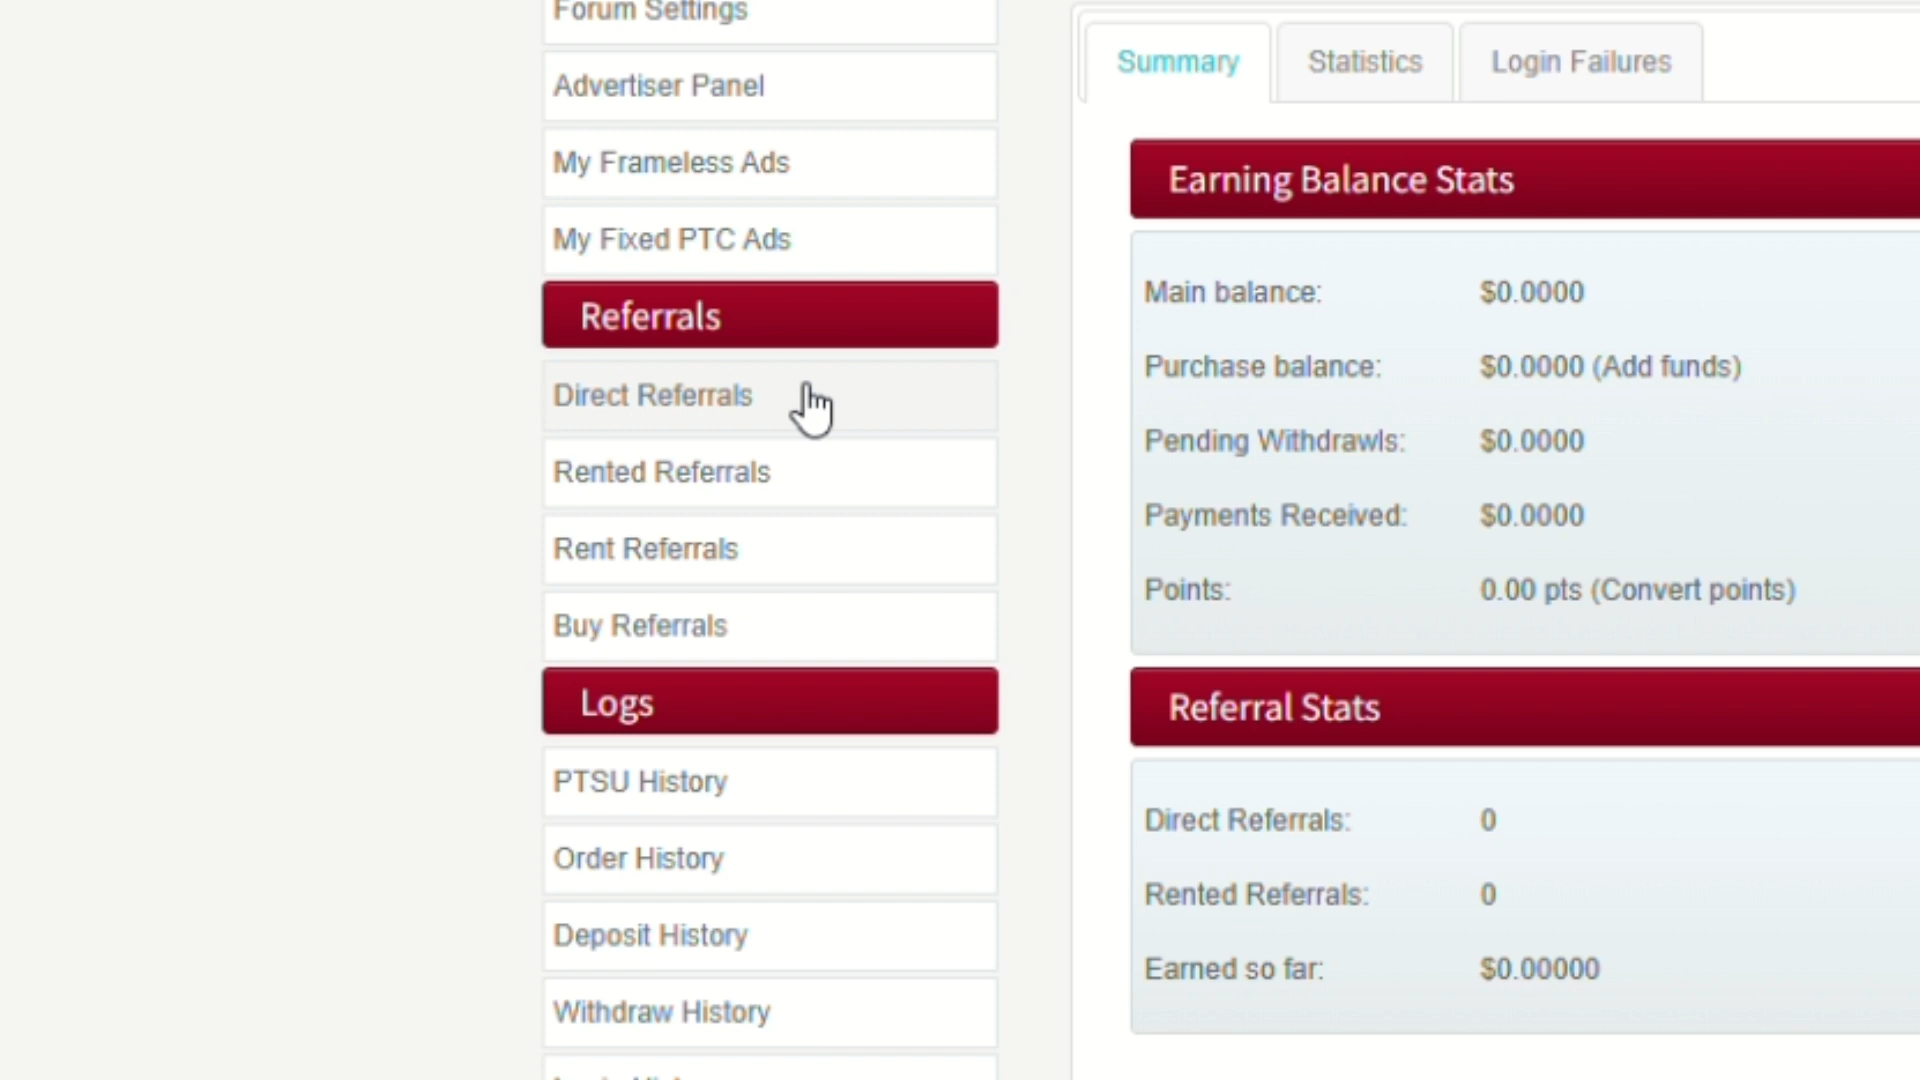 Forum Settings
Advertiser Panel
My Frameless Ads
My Fixed PTC Ads
Referrals
Direct Referrals
Rented Referrals
Rent Referrals
Buy Referrals
Logs
PTSU History
Order History
Deposit History
Withdraw History
Summary
Statistics
Login Failures
Earning Balance Stats
Main balance: $0.0000
Purchase balance: $0.0000 (Add funds)
Pending Withdrawls: $0.0000
Payments Received: $0.0000
Points: 0.00 pts (Convert points)
Referral Stats
Direct Referrals: 0
Rented Referrals: 0
Earned so far: $0.00000